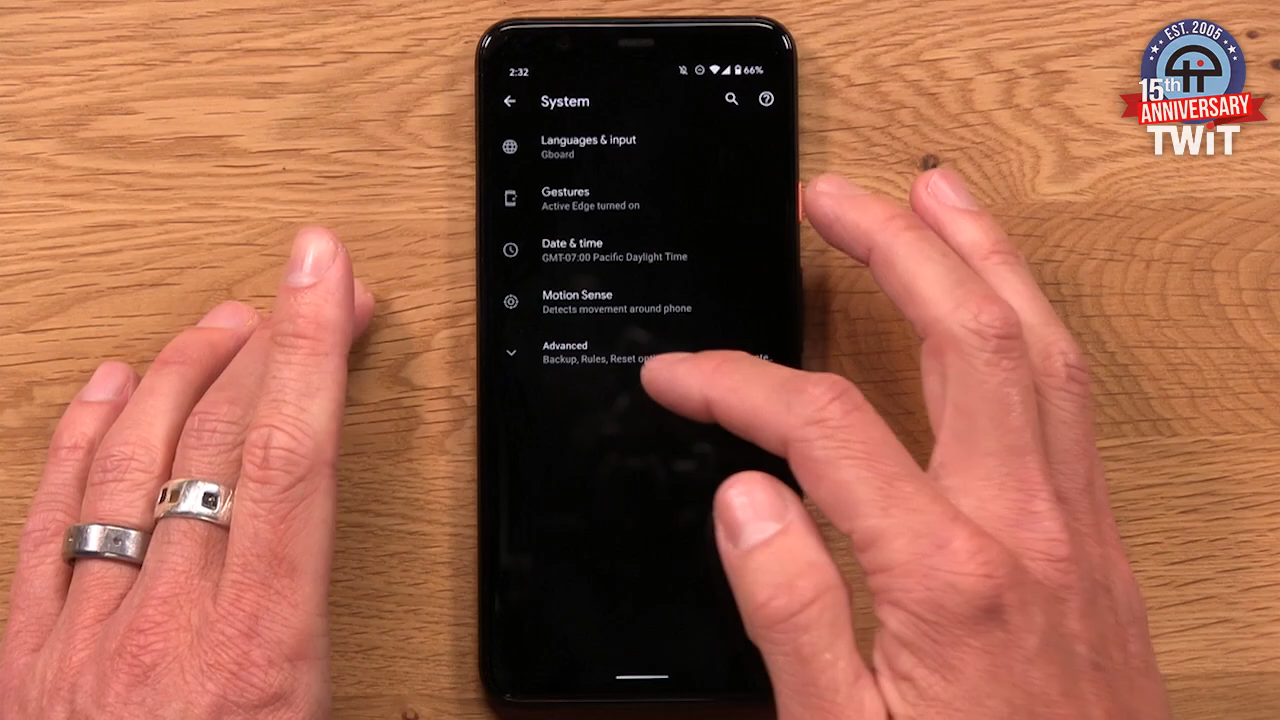 2:32
66%
System
Languages & input
Gboard
Gestures
Active Edge turned on
Date & time
GMT-07:00 Pacific Daylight Time
Motion Sense
Detects movement around phone
Advanced
Backup, Rules, Reset
EST. 2005
15th
ANNIVERSARY
TWiT